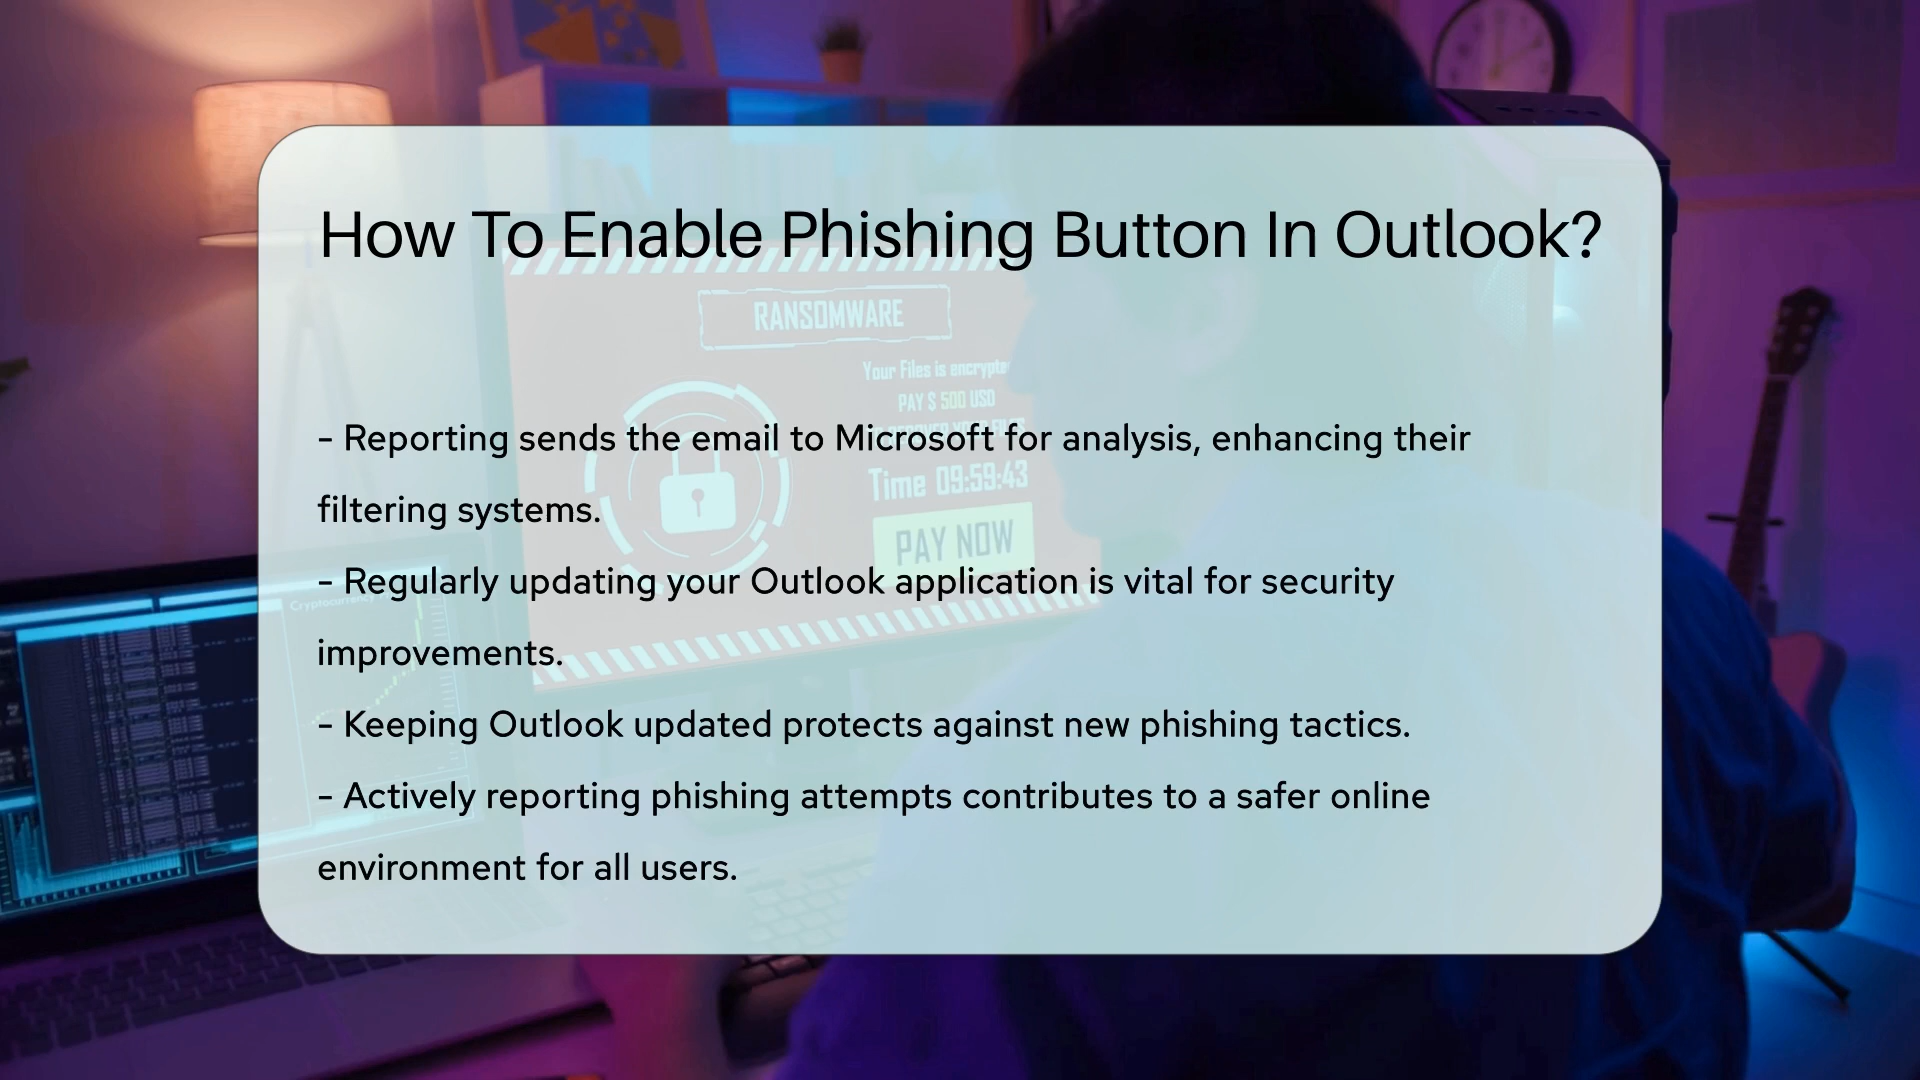 How To Enable Phishing Button In Outlook?
RANSOMWARE
Your Files is encrypte
PAY $ 500 USD
– Reporting sends the email to Microsoft for analysis, enhancing their
filtering systems.
Time 09:59:43
PAY NOW
– Regularly updating your Outlook application is vital for security
Cryptocurrency
improvements.
– Keeping Outlook updated protects against new phishing tactics.
– Actively reporting phishing attempts contributes to a safer online
environment for all users.